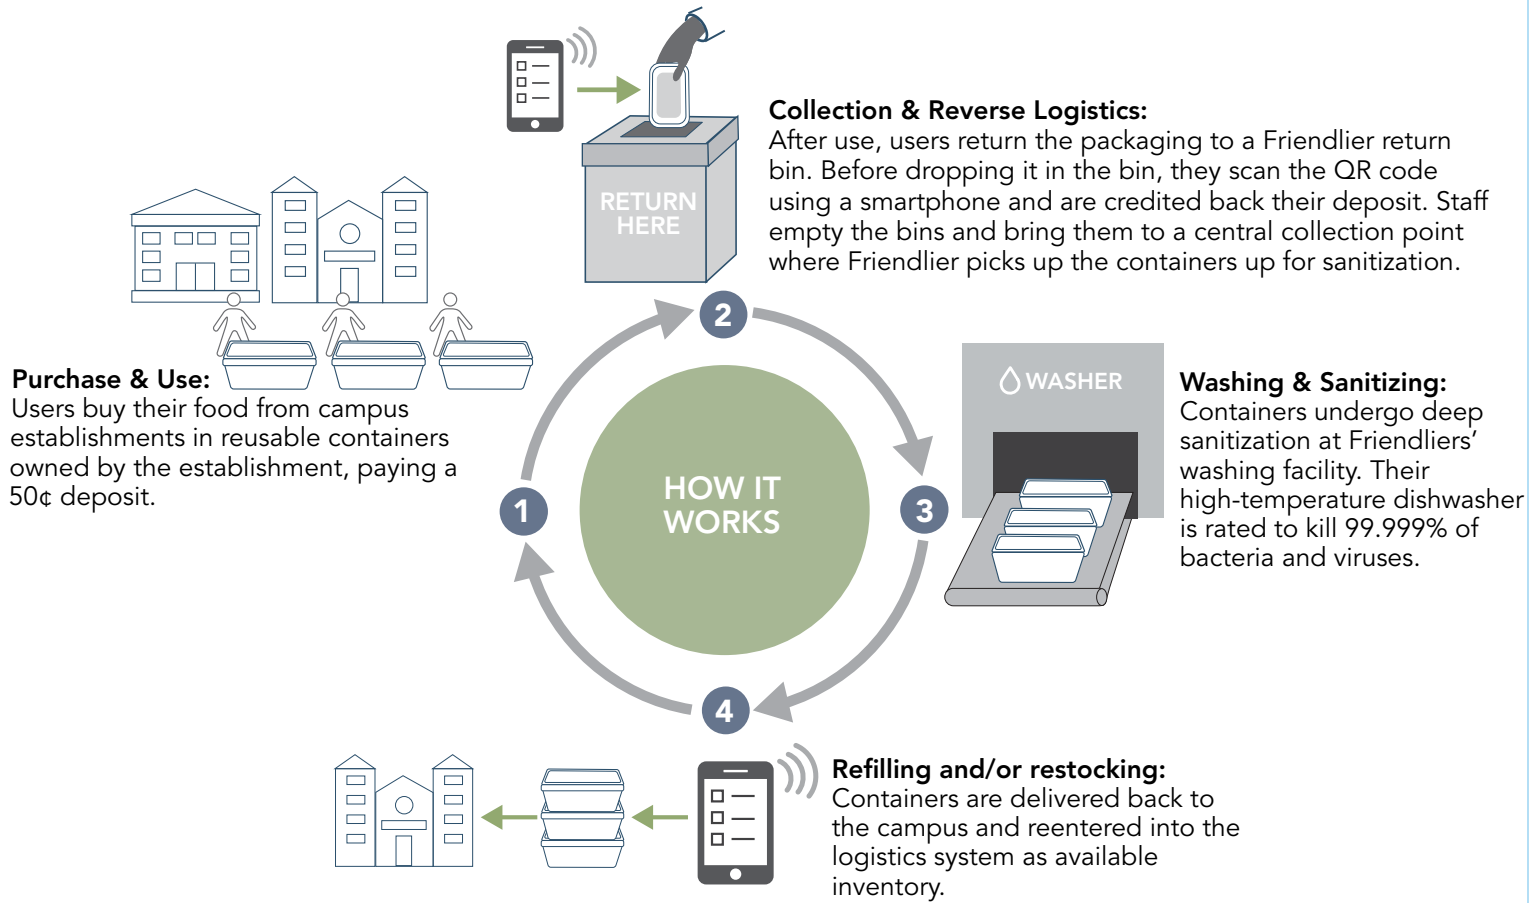 Purchase & Use:
Users buy their food from campus
establishments in reusable containers
owned by the establishment, paying a
50¢ deposit.
1
RETURN
HERE
Collection & Reverse Logistics:
After use, users return the packaging to a Friendlier return
bin. Before dropping it in the bin, they scan the QR code
using a smartphone and are credited back their deposit. Staff
empty the bins and bring them to a central collection point
where Friendlier picks up the containers up for sanitization.
2
HOW IT
WORKS
3
WASHER
Washing & Sanitizing:
Containers undergo deep
sanitization at Friendliers’
washing facility. Their
high-temperature dishwasher
is rated to kill 99.999% of
bacteria and viruses.
4
Refilling and/or restocking:
Containers are delivered back to
the campus and reentered into the
logistics system as available
inventory.